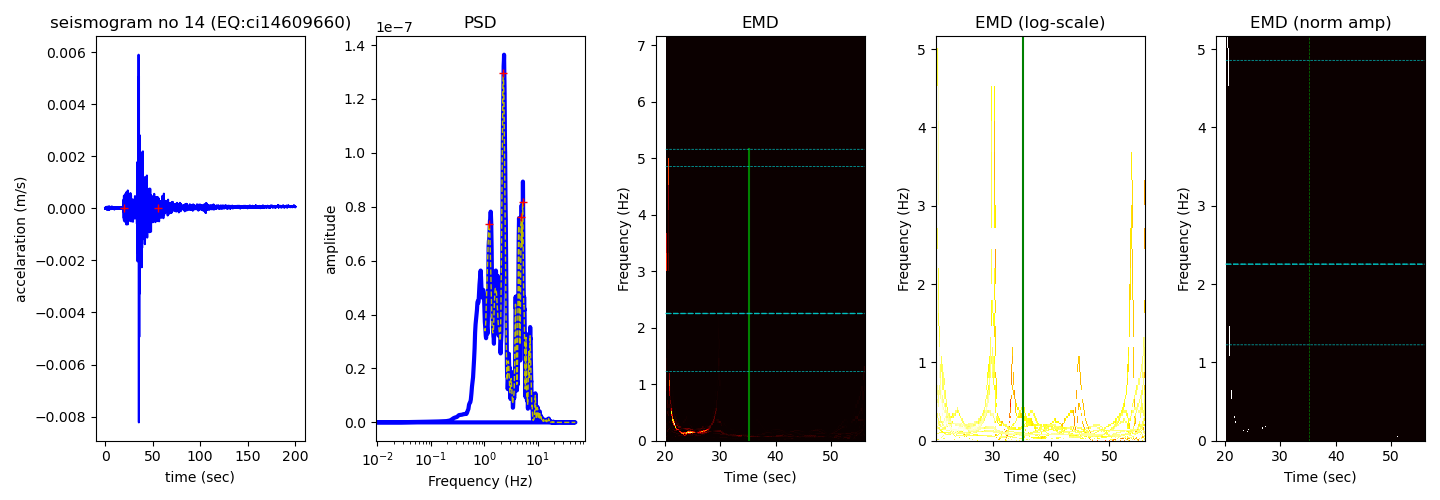 seismogram no 14 (EQ:ci14609660)
PSD
EMD
EMD (log-scale)
EMD (norm amp)
1e−7
accelaration (m/s)
0.006
0.004
0.002
0.000
−0.002
−0.004
−0.006
−0.008
0 50 100 150 200
time (sec)
amplitude
1.4
1.2
1.0
0.8
0.6
0.4
0.2
0.0
10⁻² 10⁻¹ 10⁰ 10¹
Frequency (Hz)
Frequency (Hz)
7
6
5
4
3
2
1
0
20 30 40 50
Time (sec)
Frequency (Hz)
5
4
3
2
1
0
30 40 50
Time (sec)
Frequency (Hz)
5
4
3
2
1
0
20 30 40 50
Time (sec)